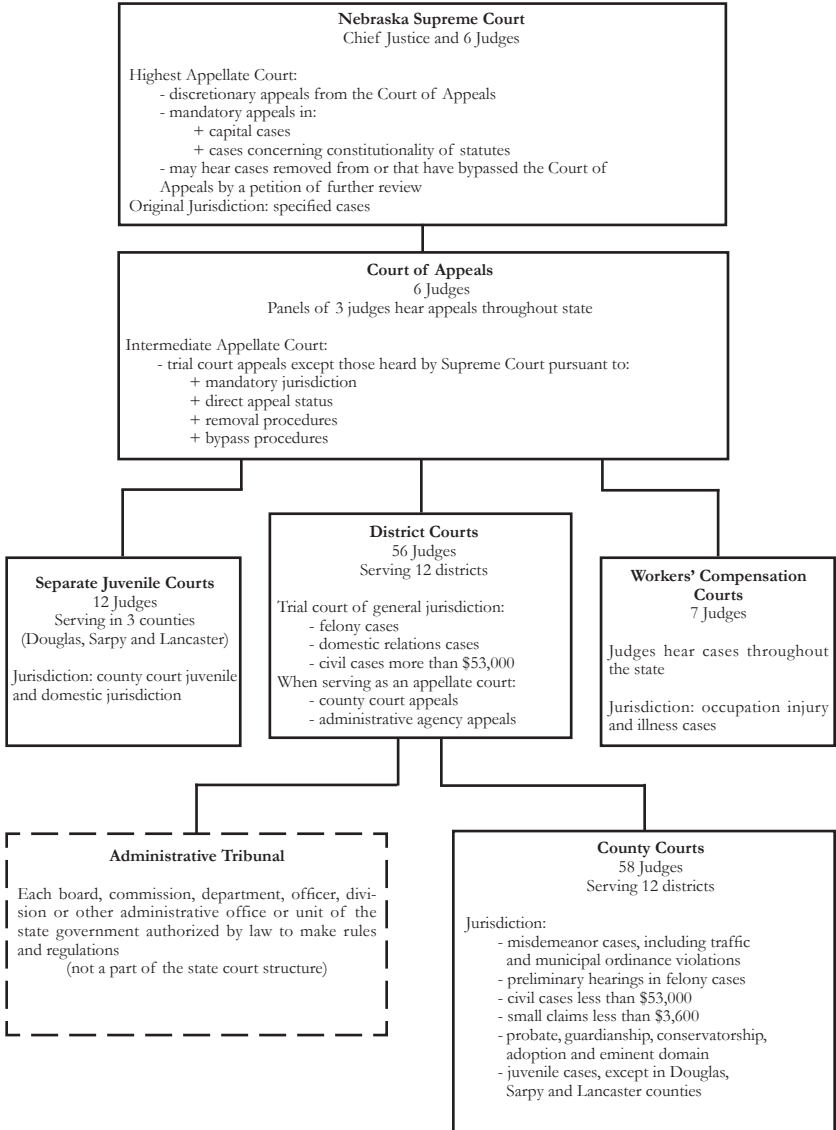 Nebraska Supreme Court
Chief Justice and 6 Judges
Highest Appellate Court:
- discretionary appeals from the Court of Appeals
- mandatory appeals in:
+ capital cases
+ cases concerning constitutionality of statutes
- may hear cases removed from or that have bypassed the Court of
Appeals by a petition of further review
Original Jurisdiction: specified cases
Court of Appeals
6 Judges
Panels of 3 judges hear appeals throughout state
Intermediate Appellate Court:
- trial court appeals except those heard by Supreme Court pursuant to:
+ mandatory jurisdiction
+ direct appeal status
+ removal procedures
+ bypass procedures
Separate Juvenile Courts
12 Judges
Serving in 3 counties
(Douglas, Sarpy and Lancaster)
Jurisdiction: county court juvenile
and domestic jurisdiction
District Courts
56 Judges
Serving 12 districts
Trial court of general jurisdiction:
- felony cases
- domestic relations cases
- civil cases more than $53,000
When serving as an appellate court:
- county court appeals
- administrative agency appeals
Workers' Compensation
Courts
7 Judges
Judges hear cases throughout
the state
Jurisdiction: occupation injury
and illness cases
Administrative Tribunal
Each board, commission, department, officer, divi-
sion or other administrative office or unit of the
state government authorized by law to make rules
and regulations
(not a part of the state court structure)
County Courts
58 Judges
Serving 12 districts
Jurisdiction:
- misdemeanor cases, including traffic
and municipal ordinance violations
- preliminary hearings in felony cases
- civil cases less than $53,000
- small claims less than $3,600
- probate, guardianship, conservatorship,
adoption and eminent domain
- juvenile cases, except in Douglas,
Sarpy and Lancaster counties